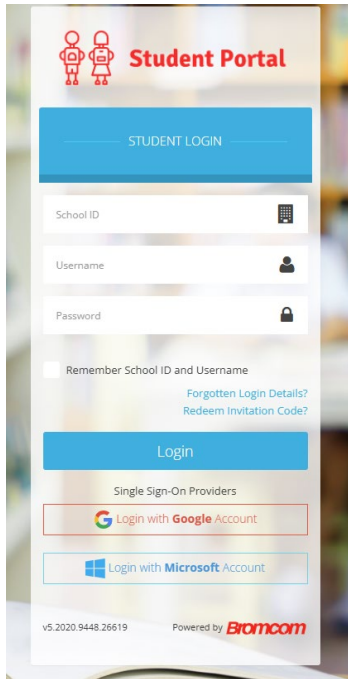 Student Portal
STUDENT LOGIN
School ID
Username
Password
Remember School ID and Username
Forgotten Login Details?
Redeem Invitation Code?
Login
Single Sign-On Providers
Login with Google Account
Login with Microsoft Account
v5.2020.9448.26619 Powered by Bromcom